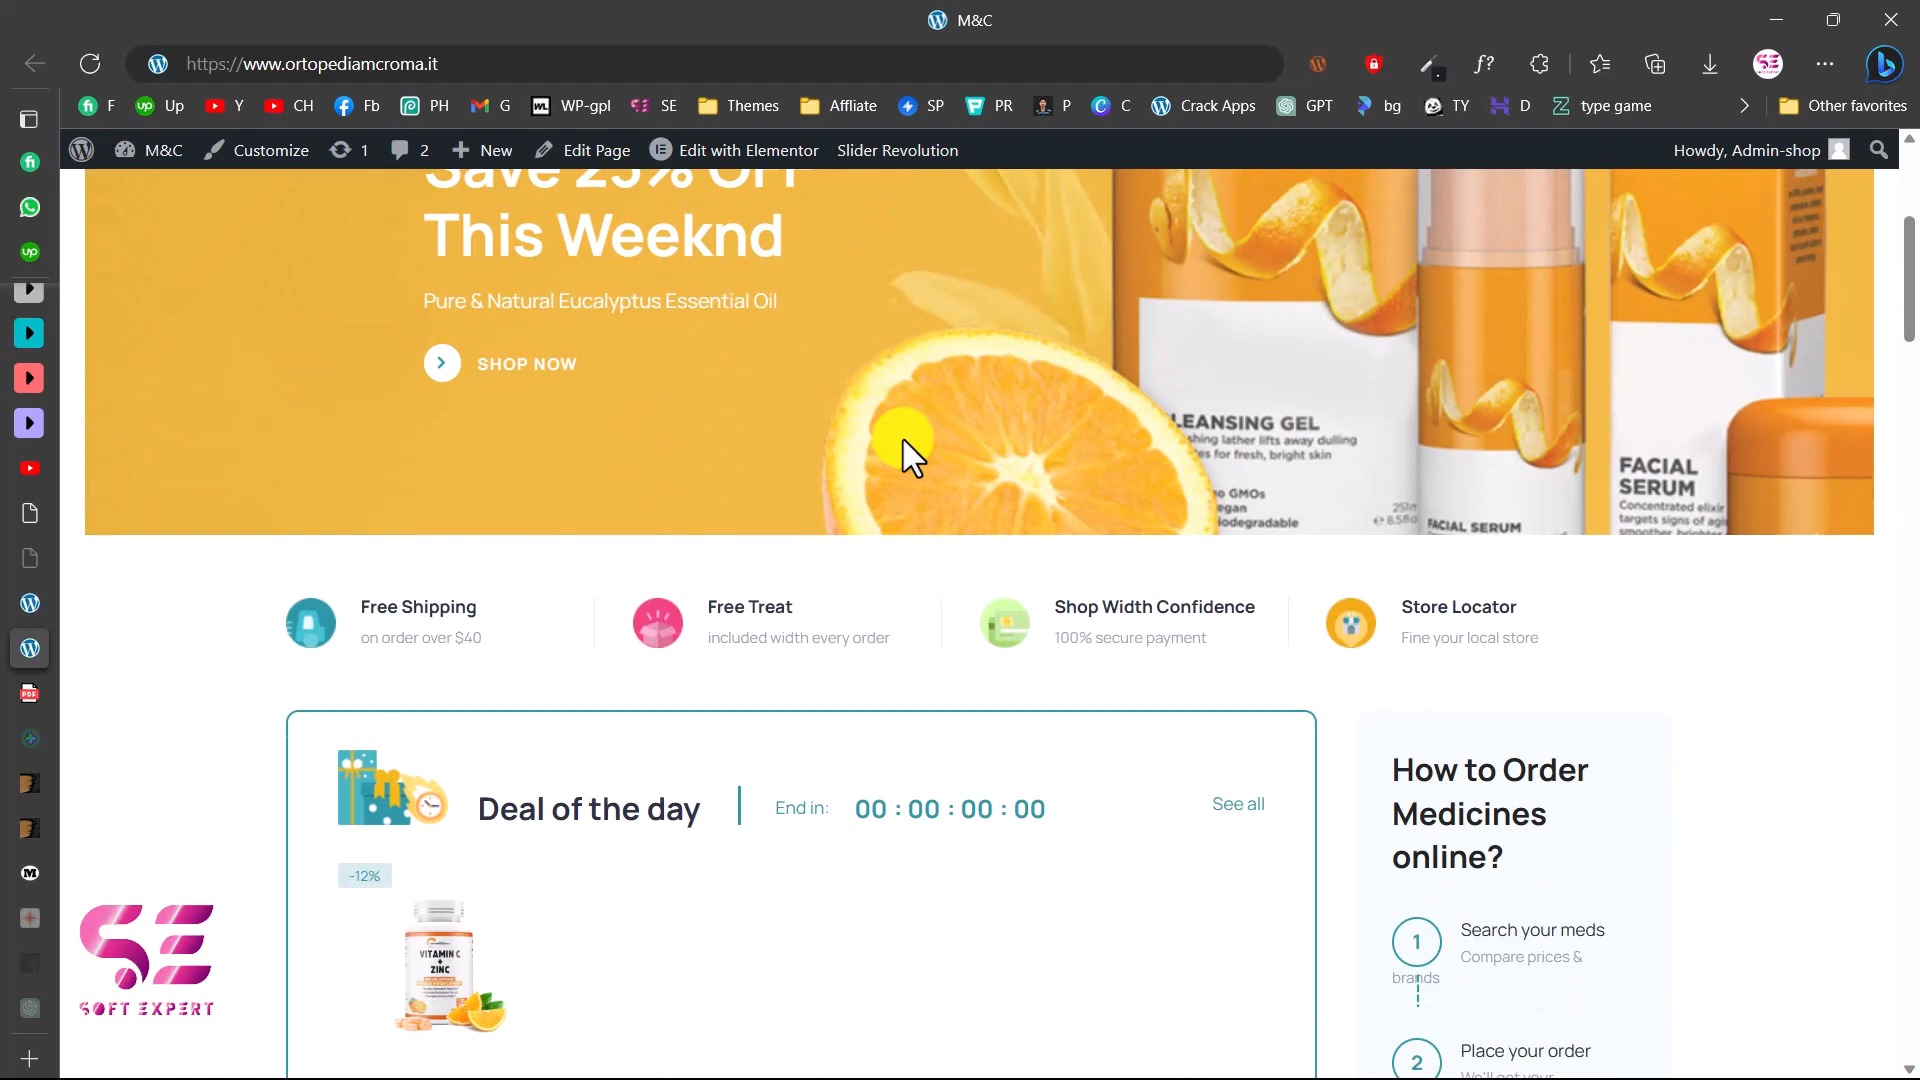 M&C
https://www.ortopediamcroma.it
F Up Y CH Fb PH G WP-gpl SE Themes Affliate SP PR P C Crack Apps GPT bg TY D type game Other favorites
M&C Customize 1 2 New Edit Page Edit with Elementor Slider Revolution Howdy, Admin-shop
Save 25% OFF
This Weeknd
Pure & Natural Eucalyptus Essential Oil
SHOP NOW
LEANSING GEL
shing lather lifts away dulling
es for fresh, bright skin
o GMOs
egan
iodegradable
251m
8.5flo
FACIAL SERUM
FACIAL
SERUM
Concentrated elixir
targets signs of agi
smoother, brighter
Free Shipping
on order over $40
Free Treat
included width every order
Shop Width Confidence
100% secure payment
Store Locator
Fine your local store
Deal of the day
End in: 00 : 00 : 00 : 00
See all
-12%
VITAMIN C
+
ZINC
How to Order
Medicines
online?
1
Search your meds
Compare prices &
brands
2
Place your order
We'll get your
SE
SOFT EXPERT